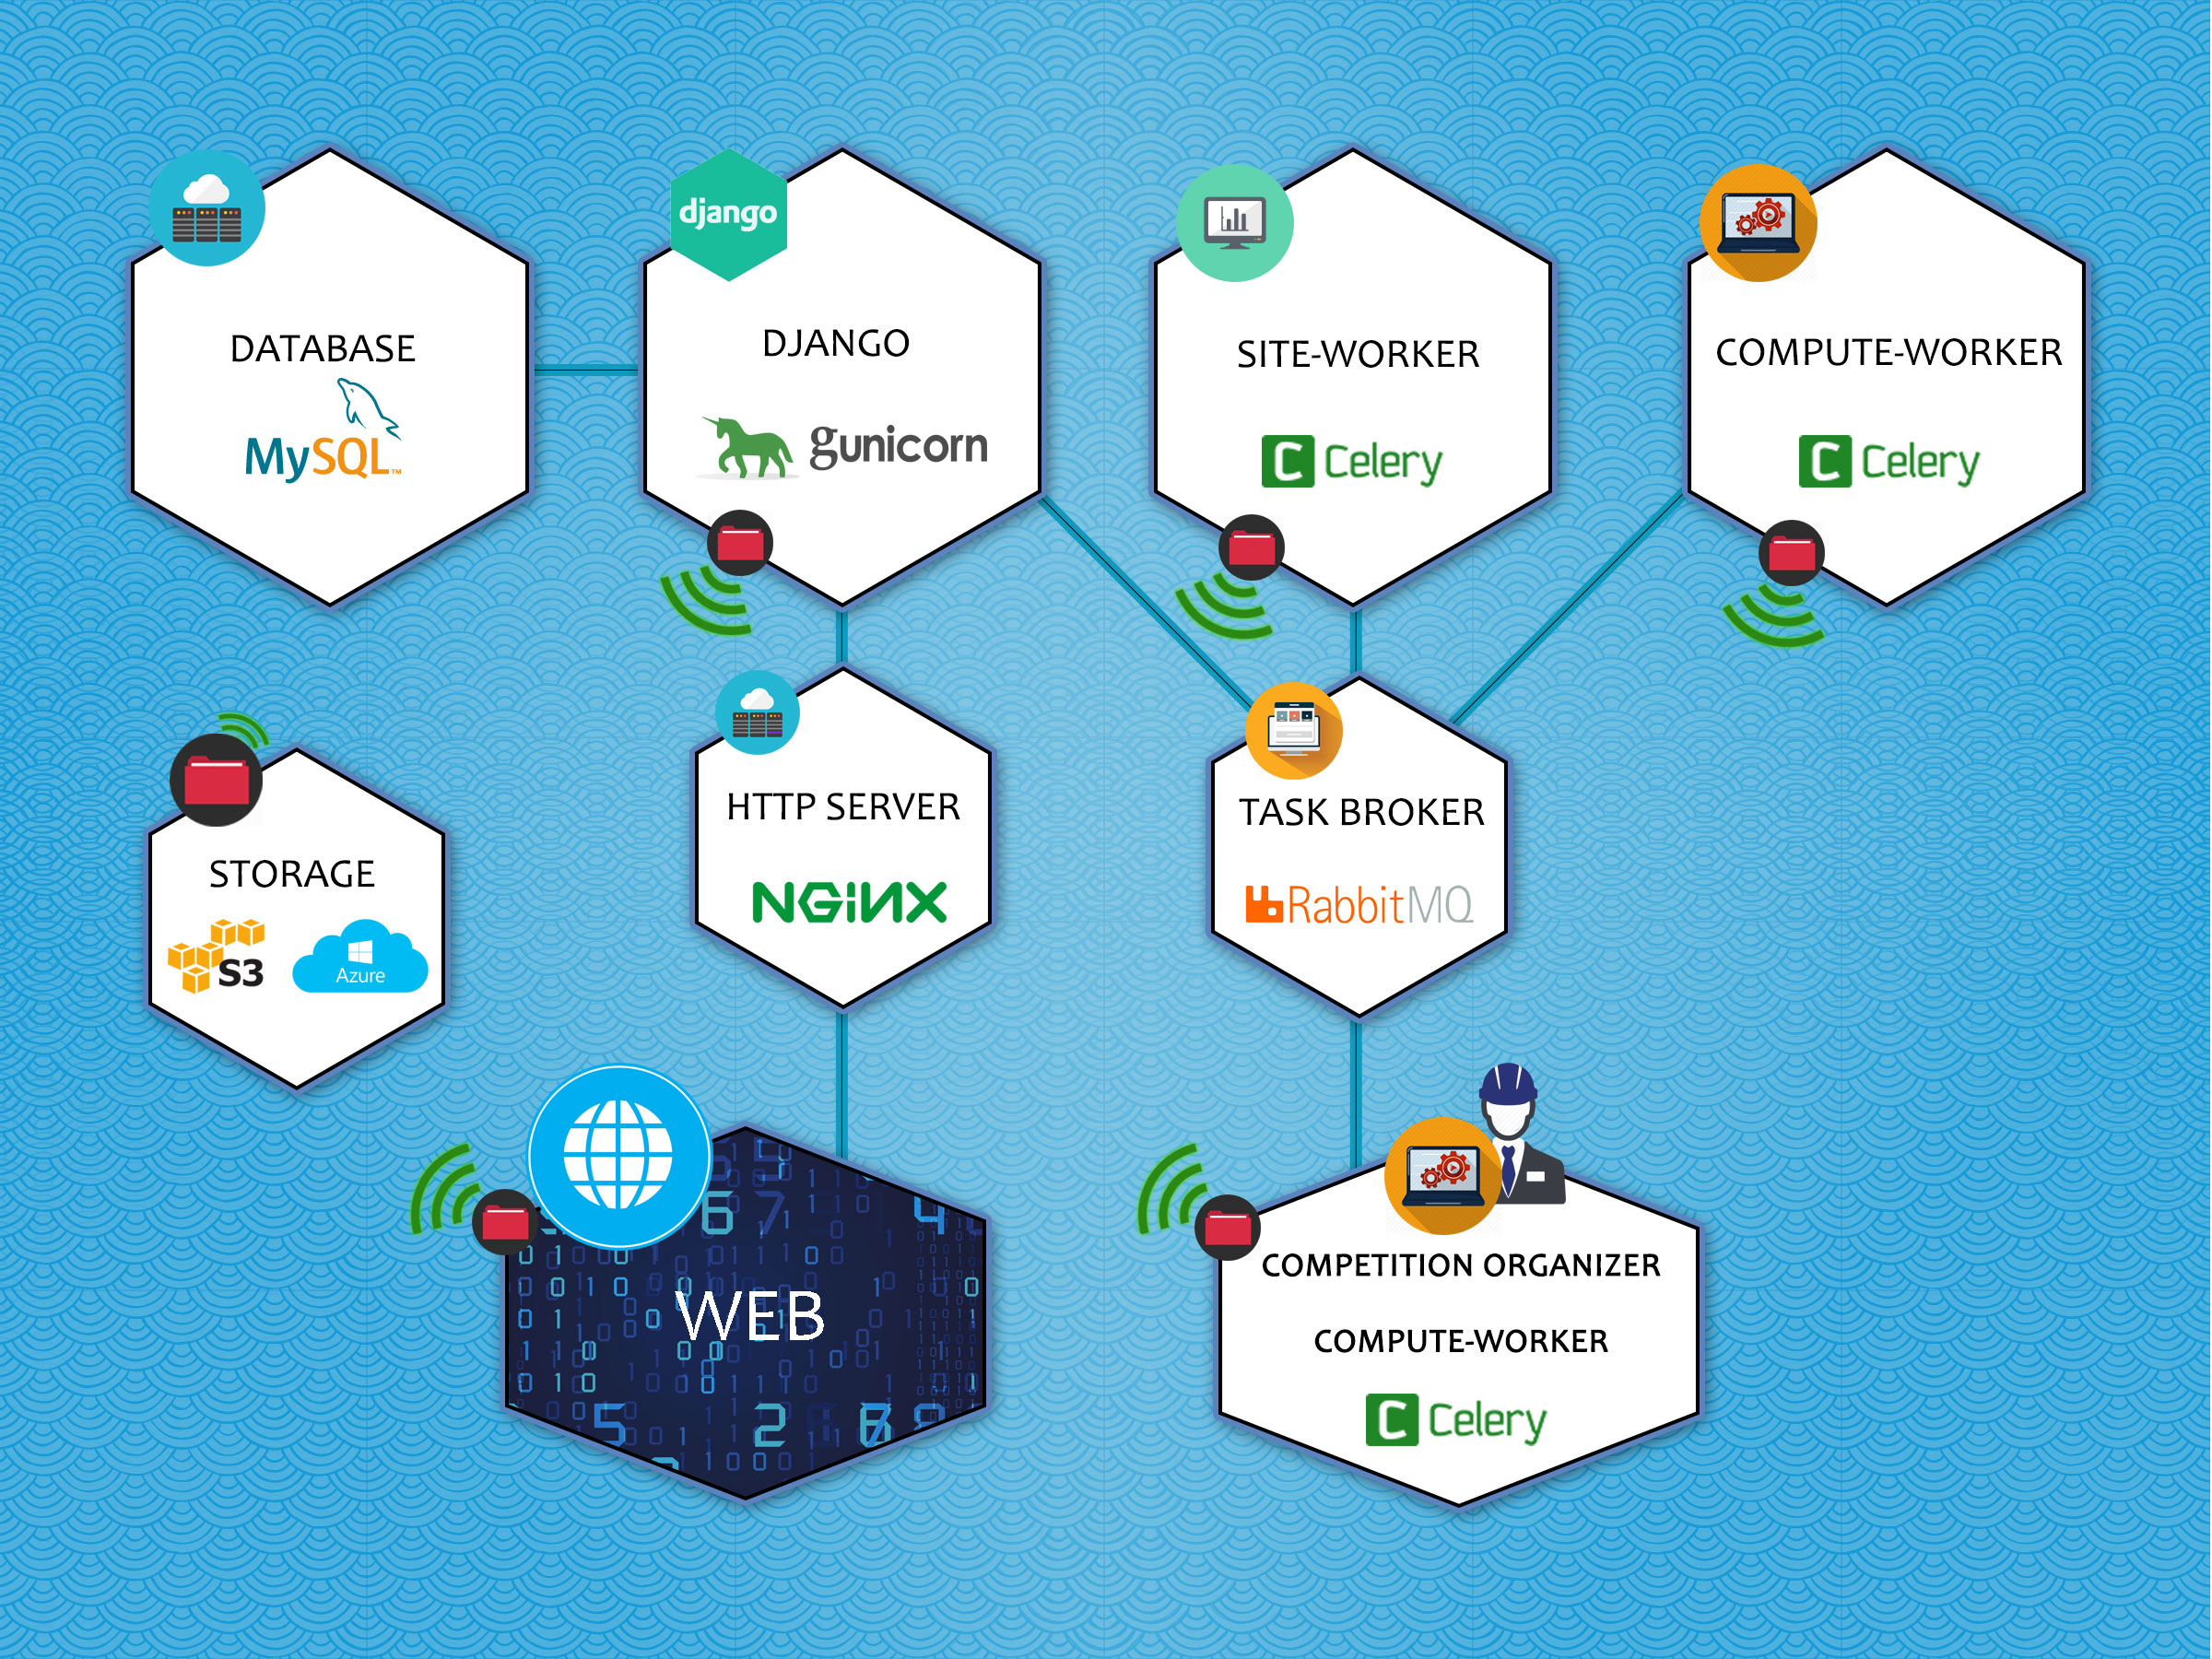 django
DATABASE
MySQL™
DJANGO
gunicorn
SITE-WORKER
Celery
COMPUTE-WORKER
Celery
STORAGE
S3
Azure
HTTP SERVER
NGiNX
TASK BROKER
RabbitMQ
WEB
COMPETITION ORGANIZER
COMPUTE-WORKER
Celery